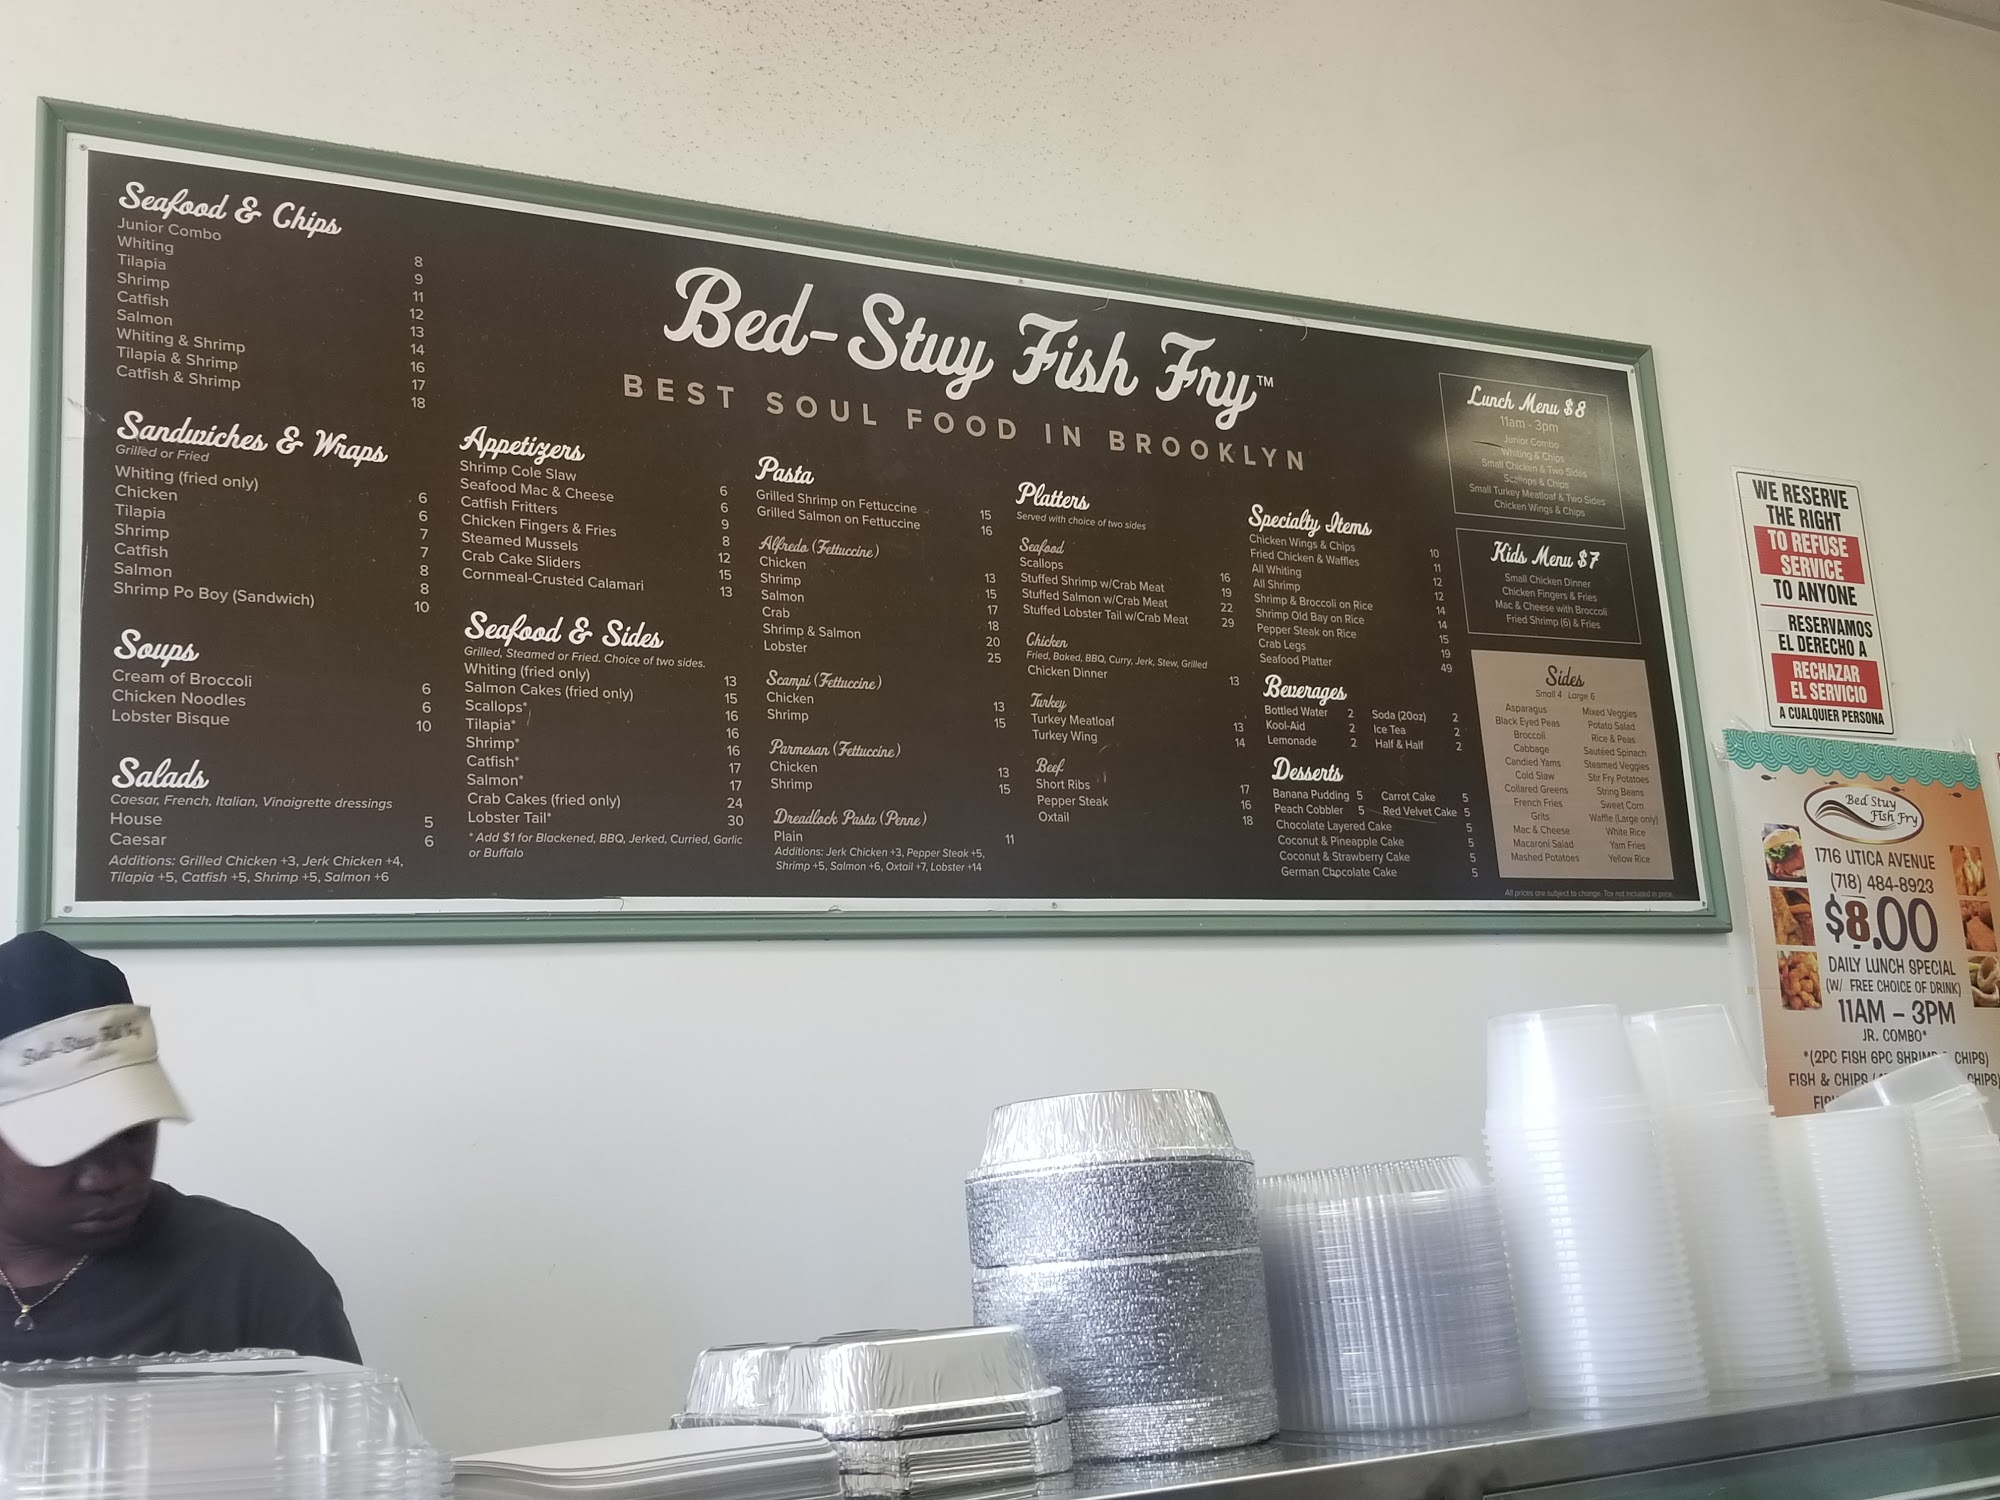 Bed-Stuy Fish Fry™
BEST SOUL FOOD IN BROOKLYN
Seafood & Chips
Junior Combo 8
Whiting 9
Tilapia 11
Shrimp 12
Catfish 13
Salmon 14
Whiting & Shrimp 16
Tilapia & Shrimp 17
Catfish & Shrimp 18
Sandwiches & Wraps
Grilled or Fried
Whiting (fried only) 6
Chicken 6
Tilapia 7
Shrimp 7
Catfish 8
Salmon 8
Shrimp Po Boy (Sandwich) 10
Soups
Cream of Broccoli 6
Chicken Noodles 6
Lobster Bisque 10
Salads
Caesar, French, Italian, Vinaigrette dressings
House 5
Caesar 6
Additions: Grilled Chicken +3, Jerk Chicken +4,
Tilapia +5, Catfish +5, Shrimp +5, Salmon +6
Appetizers
Shrimp Cole Slaw 6
Seafood Mac & Cheese 6
Catfish Fritters 9
Chicken Fingers & Fries 8
Steamed Mussels 12
Crab Cake Sliders 15
Cornmeal-Crusted Calamari 13
Seafood & Sides
Grilled, Steamed or Fried. Choice of two sides.
Whiting (fried only) 13
Salmon Cakes (fried only) 15
Scallops* 16
Tilapia* 16
Shrimp* 16
Catfish* 17
Salmon* 17
Crab Cakes (fried only) 24
Lobster Tail* 30
* Add $1 for Blackened, BBQ, Jerked, Curried, Garlic
or Buffalo
Pasta
Grilled Shrimp on Fettuccine 15
Grilled Salmon on Fettuccine 16
Alfredo (Fettuccine)
Chicken 13
Shrimp 15
Salmon 17
Crab 18
Shrimp & Salmon 20
Lobster 25
Scampi (Fettuccine)
Chicken 13
Shrimp 15
Parmesan (Fettuccine)
Chicken 13
Shrimp 15
Dreadlock Pasta (Penne)
Plain 11
Additions: Jerk Chicken +3, Pepper Steak +5,
Shrimp +5, Salmon +6, Oxtail +7, Lobster +14
Platters
Served with choice of two sides
Seafood
Scallops 16
Stuffed Shrimp w/Crab Meat 19
Stuffed Salmon w/Crab Meat 22
Stuffed Lobster Tail w/Crab Meat 29
Chicken
Fried, Baked, BBQ, Curry, Jerk, Stew, Grilled
Chicken Dinner 13
Turkey
Turkey Meatloaf 13
Turkey Wing 14
Beef
Short Ribs 17
Pepper Steak 16
Oxtail 18
Specialty Items
Chicken Wings & Chips 10
Fried Chicken & Waffles 11
All Whiting 12
All Shrimp 12
Shrimp & Broccoli on Rice 14
Shrimp Old Bay on Rice 14
Pepper Steak on Rice 15
Crab Legs 19
Seafood Platter 49
Beverages
Bottled Water 2 Soda (20oz) 2
Kool-Aid 2 Ice Tea 2
Lemonade 2 Half & Half 2
Desserts
Banana Pudding 5 Carrot Cake 5
Peach Cobbler 5 Red Velvet Cake 5
Chocolate Layered Cake 5
Coconut & Pineapple Cake 5
Coconut & Strawberry Cake 5
German Chocolate Cake 5
Lunch Menu $8
11am - 3pm
Junior Combo
Whiting & Chips
Small Chicken & Two Sides
Scallops & Chips
Small Turkey Meatloaf & Two Sides
Chicken Wings & Chips
Kids Menu $7
Small Chicken Dinner
Chicken Fingers & Fries
Mac & Cheese with Broccoli
Fried Shrimp (6) & Fries
Sides
Small 4 Large 6
Asparagus Mixed Veggies
Black Eyed Peas Potato Salad
Broccoli Rice & Peas
Cabbage Sautéed Spinach
Candied Yams Steamed Veggies
Cold Slaw Stir Fry Potatoes
Collared Greens String Beans
French Fries Sweet Corn
Grits Waffle (Large only)
Mac & Cheese White Rice
Macaroni Salad Yam Fries
Mashed Potatoes Yellow Rice
All prices are subject to change. Tax not included in price.
WE RESERVE
THE RIGHT
TO REFUSE
SERVICE
TO ANYONE
RESERVAMOS
EL DERECHO A
RECHAZAR
EL SERVICIO
A CUALQUIER PERSONA
Bed Stuy
Fish Fry
1716 UTICA AVENUE
(718) 484-8923
$8.00
DAILY LUNCH SPECIAL
(W/ FREE CHOICE OF DRINK)
11AM – 3PM
JR. COMBO*
*(2PC FISH 6PC SHRIMP & CHIPS)
FISH & CHIPS CHIPS)
Bed-Stuy Fish Fry